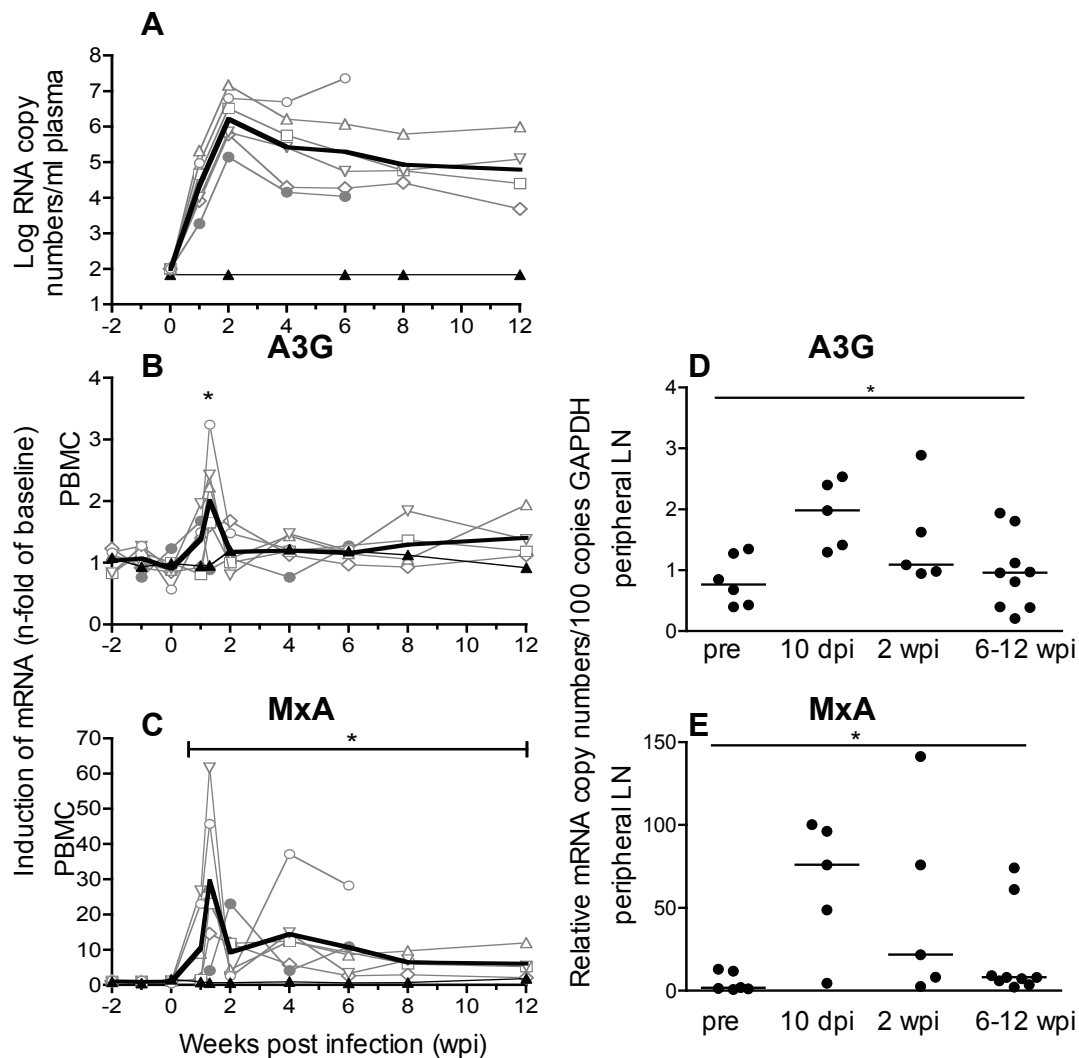 A
Log RNA copy
numbers/ml plasma
8
7
6
5
4
3
2
1
-2 0 2 4 6 8 10 12
A3G
B
Induction of mRNA (n-fold of baseline)
PBMC
4
3
2
1
0
*
-2 0 2 4 6 8 10 12
MxA
C
PBMC
70
60
50
40
30
20
10
0
*
-2 0 2 4 6 8 10 12
Weeks post infection (wpi)
A3G
D
Relative mRNA copy numbers/100 copies GAPDH
peripheral LN
4
3
2
1
0
*
pre 10 dpi 2 wpi 6-12 wpi
MxA
E
peripheral LN
150
100
50
0
*
pre 10 dpi 2 wpi 6-12 wpi